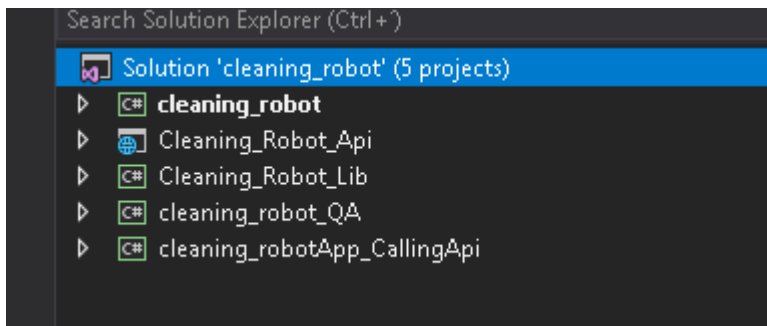 Search Solution Explorer (Ctrl+^)
Solution 'cleaning_robot' (5 projects)
C# cleaning_robot
Cleaning_Robot_Api
C# Cleaning_Robot_Lib
C# cleaning_robot_QA
C# cleaning_robotApp_CallingApi